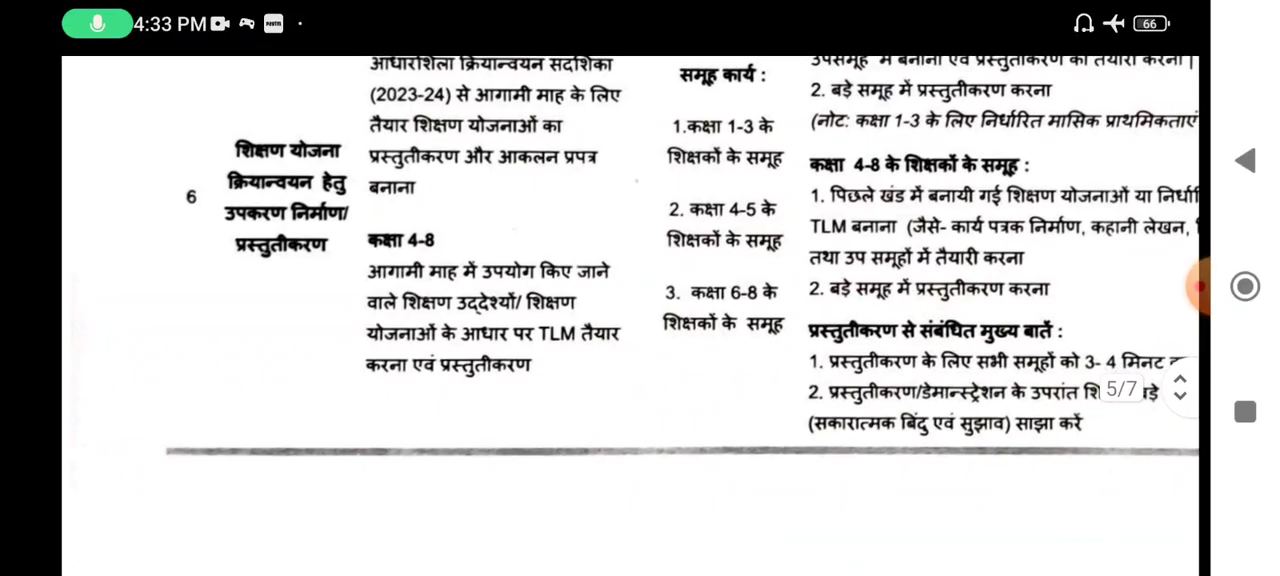 4:33 PM
66
आधारशिला क्रियान्वयन संदर्शिका
(2023-24) से आगामी माह के लिए
तैयार शिक्षण योजनाओं का
प्रस्तुतीकरण और आकलन प्रपत्र
बनाना
6
शिक्षण योजना
क्रियान्वयन हेतु
उपकरण निर्माण/
प्रस्तुतीकरण
कक्षा 4-8
आगामी माह में उपयोग किए जाने
वाले शिक्षण उद्देश्यों/ शिक्षण
योजनाओं के आधार पर TLM तैयार
करना एवं प्रस्तुतीकरण
समूह कार्य :
1.कक्षा 1-3 के
शिक्षकों के समूह
2. कक्षा 4-5 के
शिक्षकों के समूह
3. कक्षा 6-8 के
शिक्षकों के समूह
उपसमूह में बनाना एवं प्रस्तुतीकरण की तैयारी करना |
2. बड़े समूह में प्रस्तुतीकरण करना
(नोट: कक्षा 1-3 के लिए निर्धारित मासिक प्राथमिकताएं
कक्षा 4-8 के शिक्षकों के समूह :
1. पिछले खंड में बनायी गई शिक्षण योजनाओं या
TLM बनाना (जैसे- कार्य पत्रक निर्माण, कहानी लेखन,
तथा उप समूहों में तैयारी करना
2. बड़े समूह में प्रस्तुतीकरण करना
प्रस्तुतीकरण से संबंधित मुख्य बातें :
1. प्रस्तुतीकरण के लिए सभी समूहों को 3- 4 मिनट
2. प्रस्तुतीकरण/डेमान्स्ट्रेशन के उपरांत
5/7
(सकारात्मक बिंदु एवं सुझाव) साझा करें